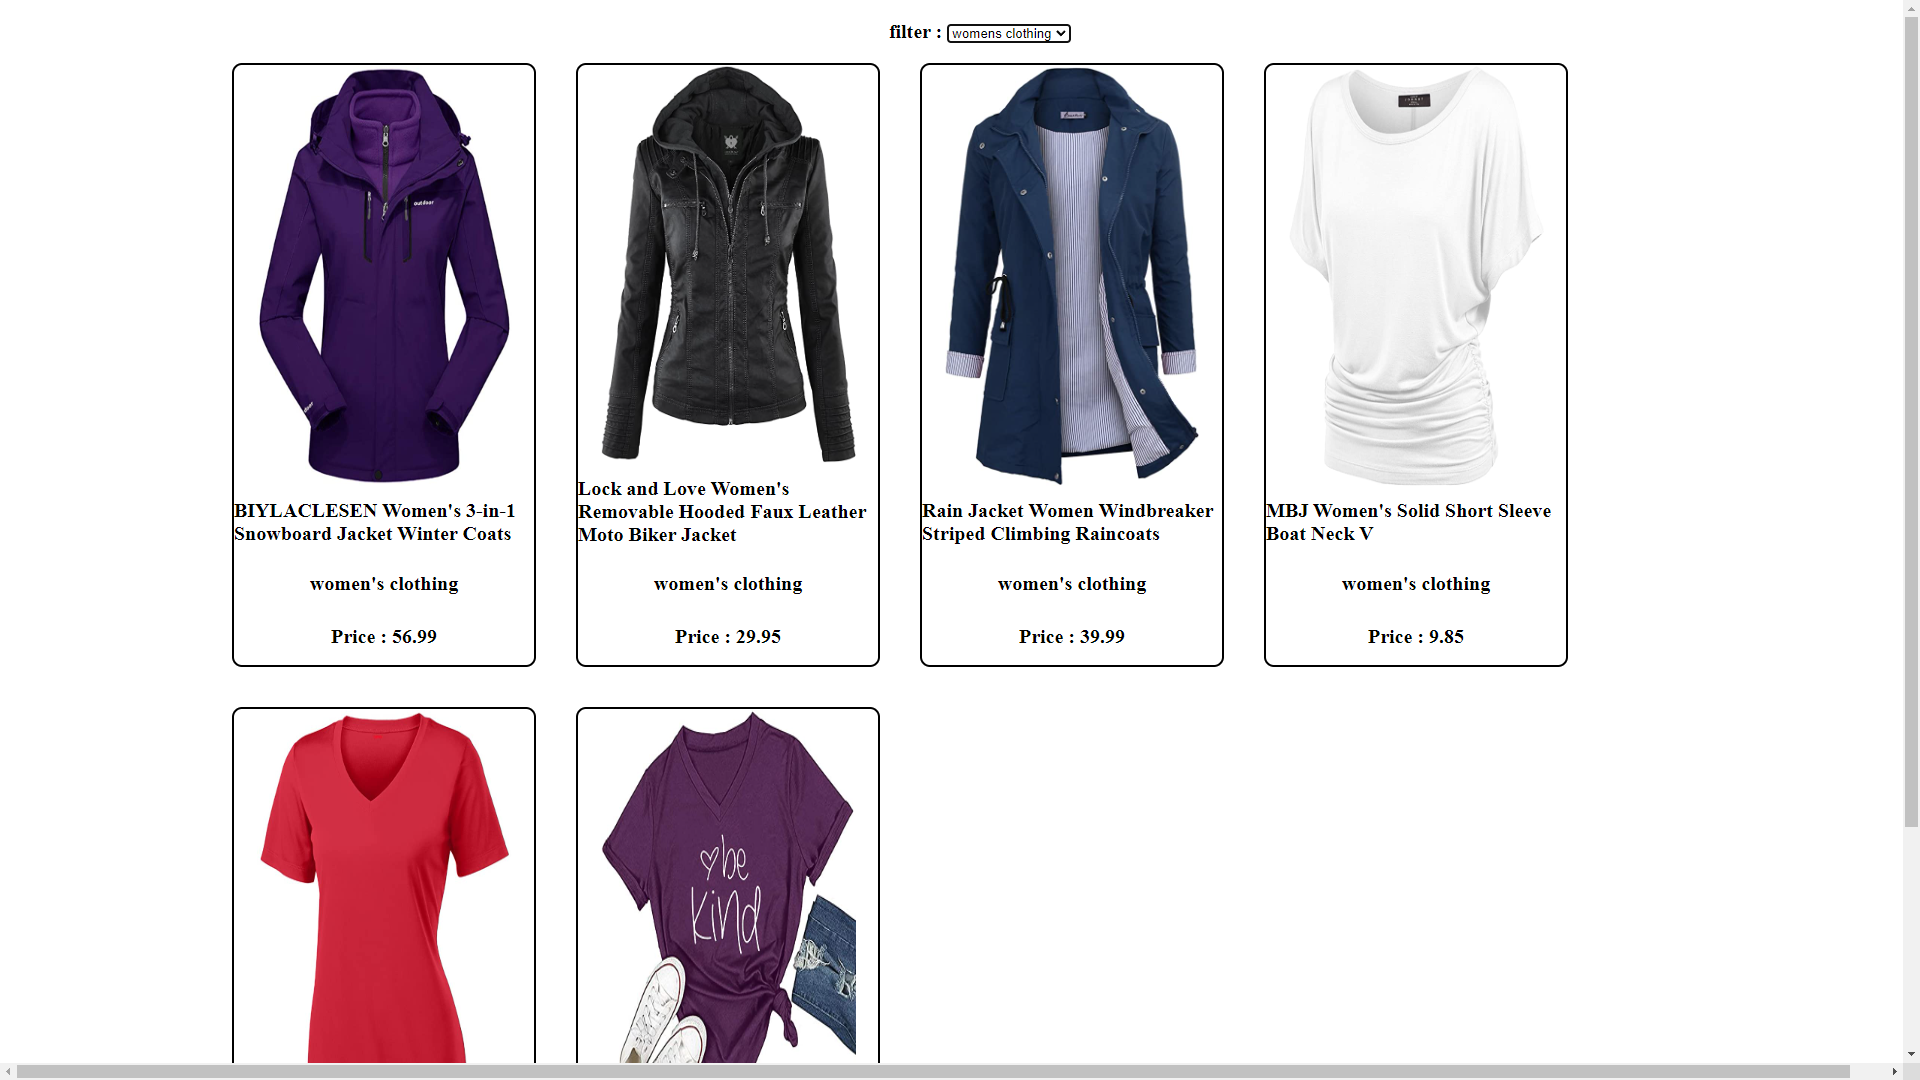 filter : womens clothing
outdoor
BIYLACLESEN Women's 3-in-1
Snowboard Jacket Winter Coats
women's clothing
Price : 56.99
Lock and Love Women's
Removable Hooded Faux Leather
Moto Biker Jacket
women's clothing
Price : 29.95
Rain Jacket Women Windbreaker
Striped Climbing Raincoats
women's clothing
Price : 39.99
MBJ Women's Solid Short Sleeve
Boat Neck V
women's clothing
Price : 9.85
be
kind